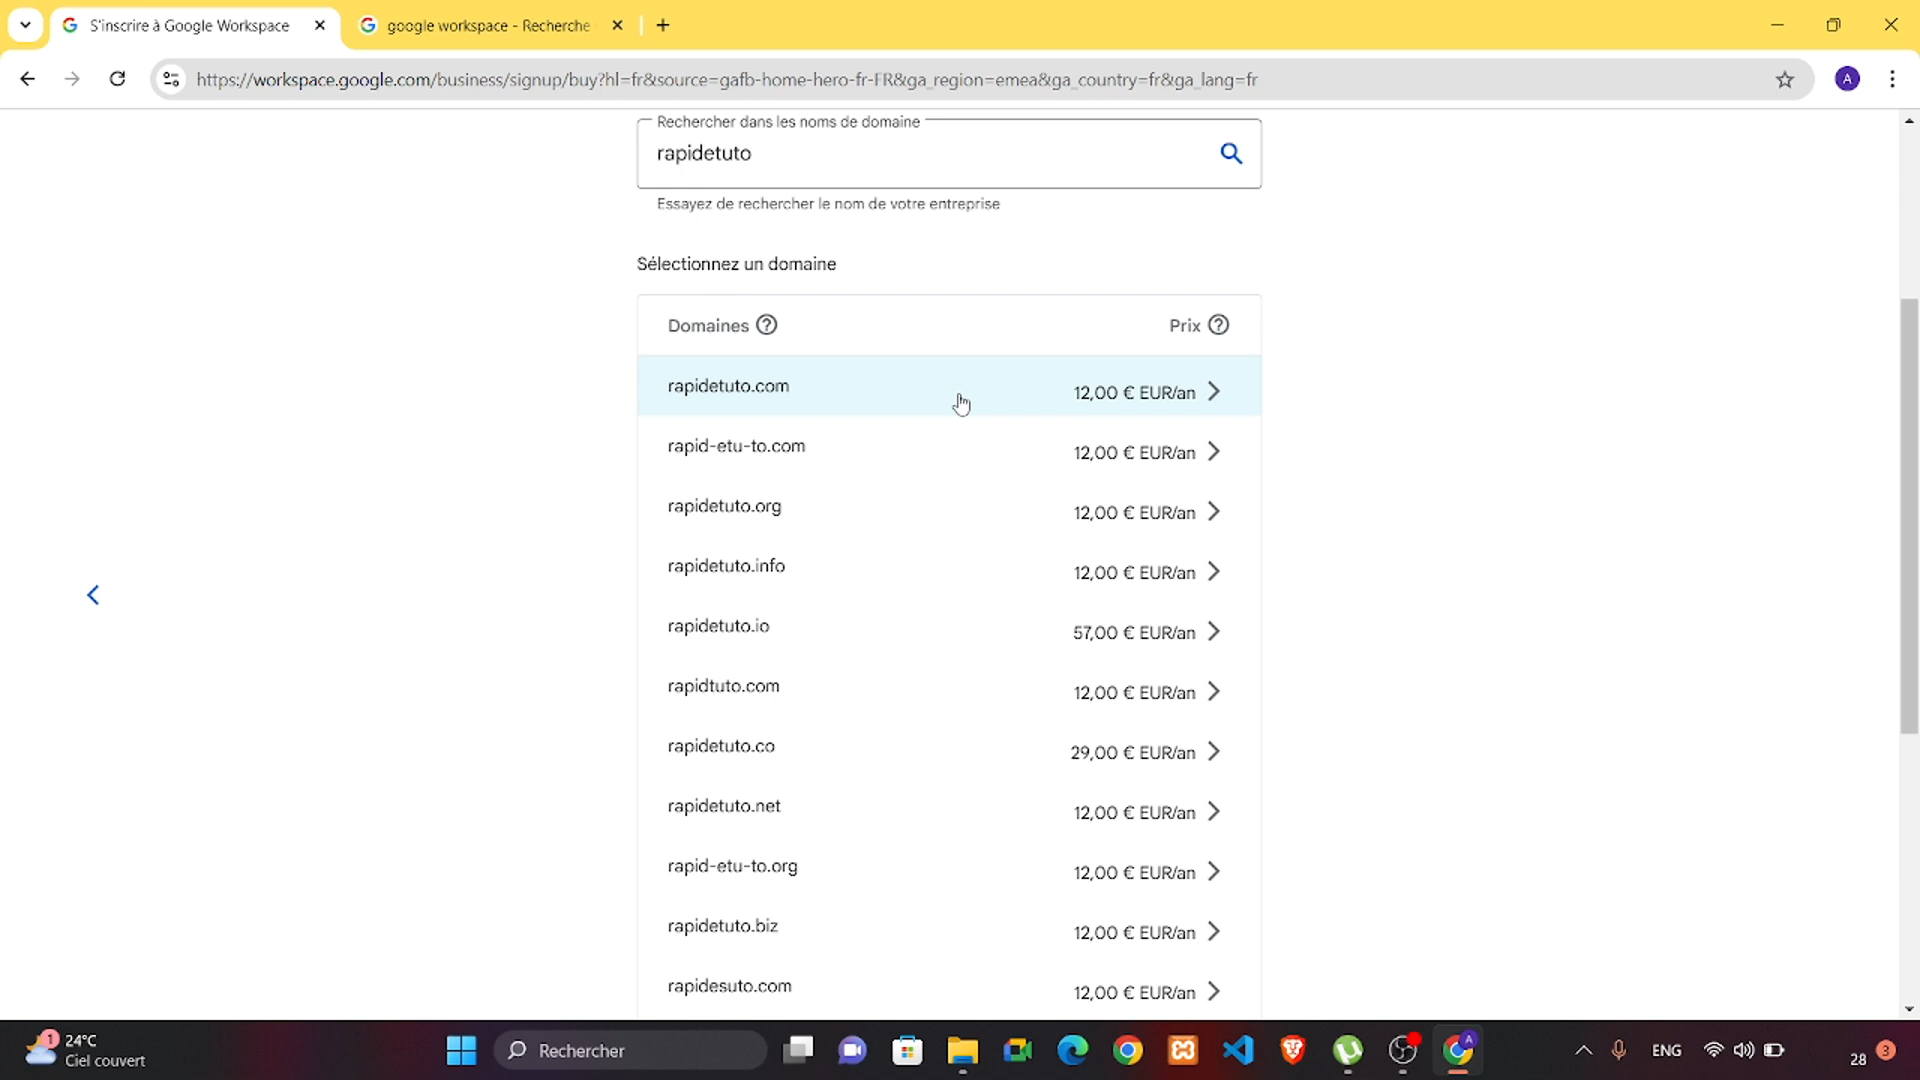 S'inscrire à Google Workspace
google workspace - Recherche
https://workspace.google.com/business/signup/buy?hl=fr&source=gafb-home-hero-fr-FR&ga_region=emea&ga_country=fr&ga_lang=fr
A
Rechercher dans les noms de domaine
rapidetuto
Essayez de rechercher le nom de votre entreprise
Sélectionnez un domaine
Domaines Prix
rapidetuto.com 12,00 € EUR/an
rapid-etu-to.com 12,00 € EUR/an
rapidetuto.org 12,00 € EUR/an
rapidetuto.info 12,00 € EUR/an
rapidetuto.io 57,00 € EUR/an
rapidtuto.com 12,00 € EUR/an
rapidetuto.co 29,00 € EUR/an
rapidetuto.net 12,00 € EUR/an
rapid-etu-to.org 12,00 € EUR/an
rapidetuto.biz 12,00 € EUR/an
rapidesuto.com 12,00 € EUR/an
1
24°C
Ciel couvert
Rechercher
A
ENG
28
3